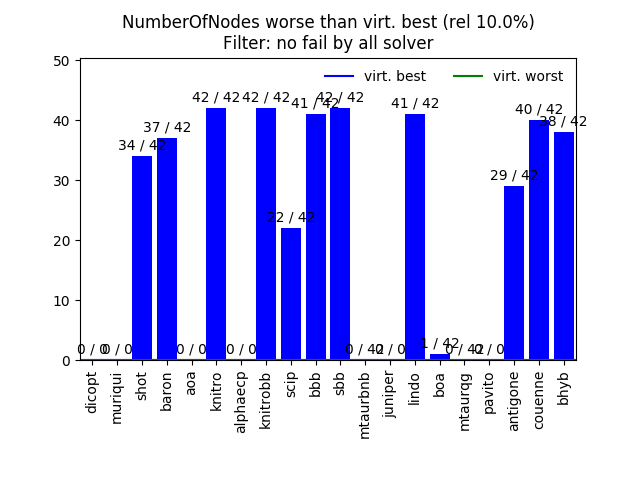 NumberOfNodes worse than virt. best (rel 10.0%)
Filter: no fail by all solver
virt. best
virt. worst
50
40
30
20
10
0
0 / 0
0 / 0
34 / 42
37 / 42
0 / 0
42 / 42
0 / 0
42 / 42
22 / 42
41 / 42
42 / 42
0 / 42
0 / 0
41 / 42
1 / 42
0 / 42
0 / 0
29 / 42
40 / 42
38 / 42
dicopt
muriqui
shot
baron
aoa
knitro
alphaecp
knitrobb
scip
bbb
sbb
mtaurbnb
juniper
lindo
boa
mtaurqg
pavito
antigone
couenne
bhyb